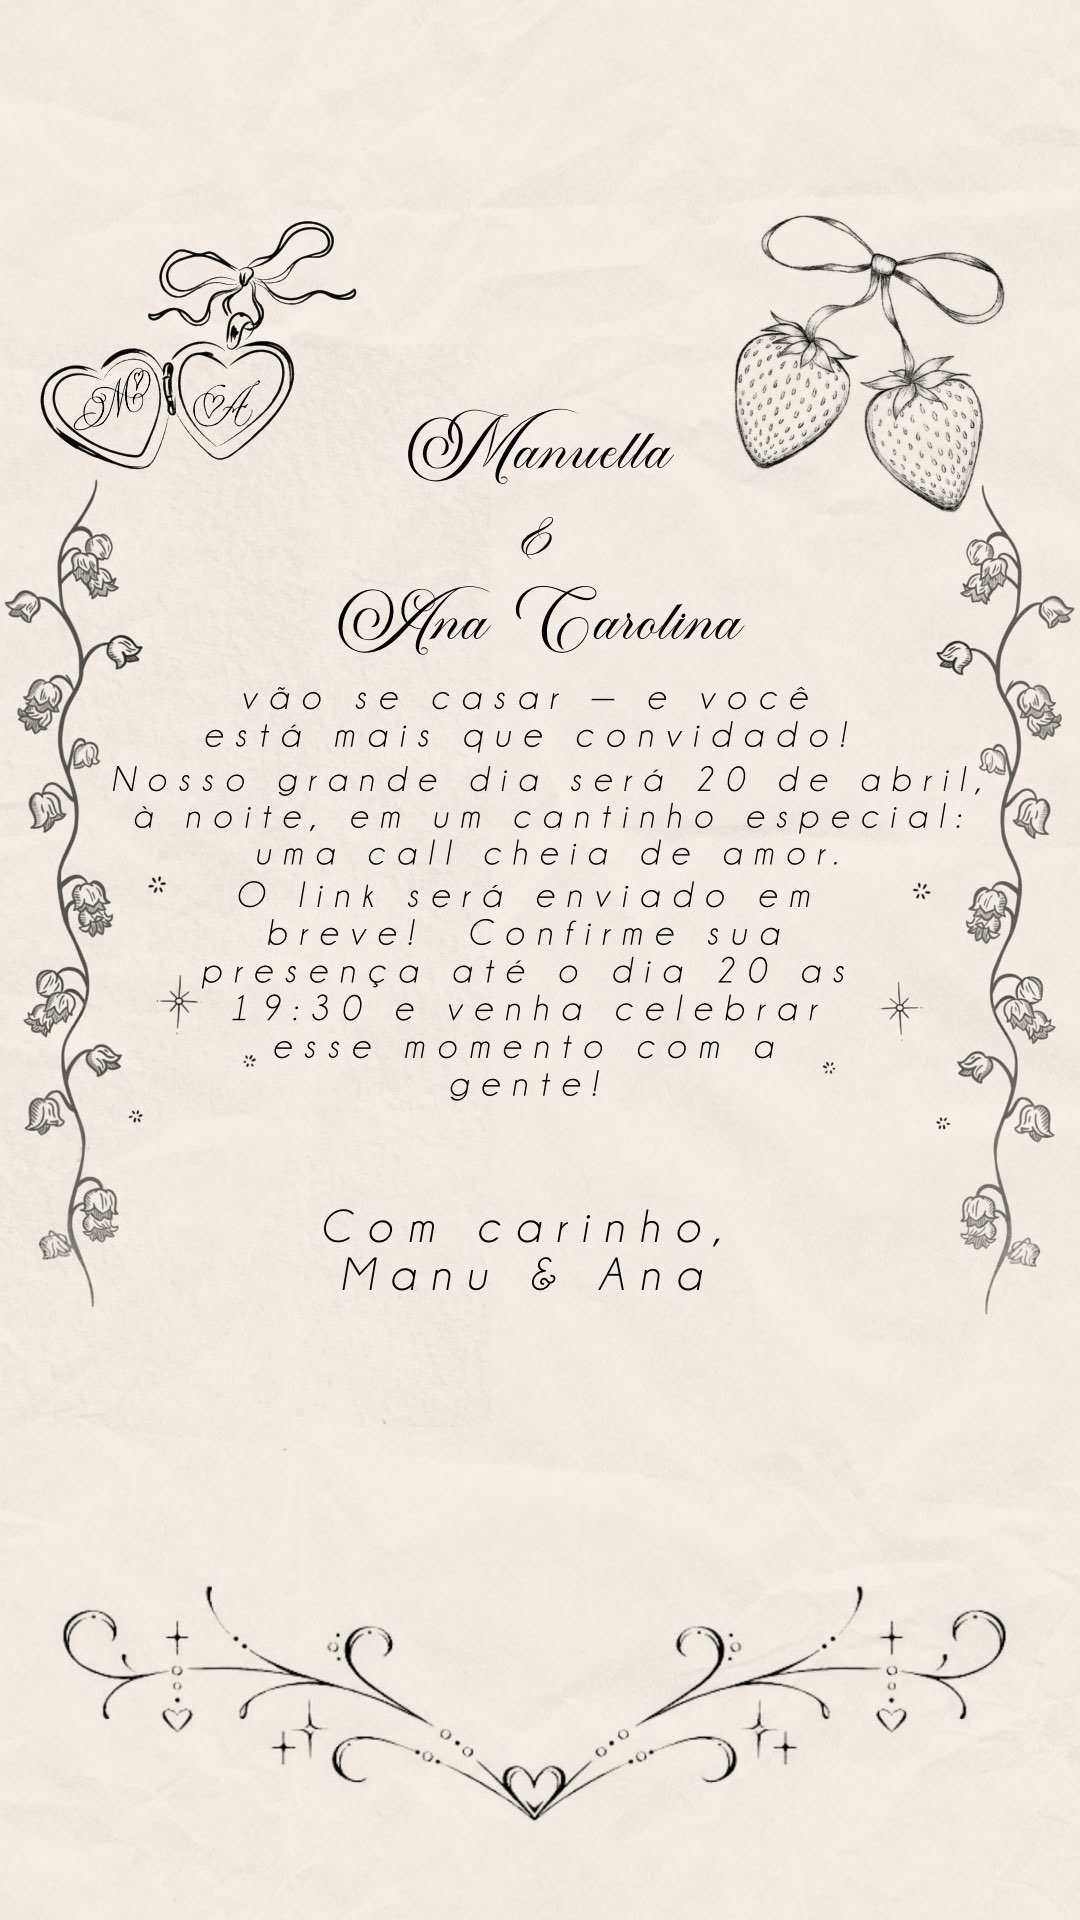 M A
Manuella
&
Ana Carolina
vão se casar — e você
está mais que convidado!
Nosso grande dia será 20 de abril,
à noite, em um cantinho especial:
uma call cheia de amor.
O link será enviado em
breve! Confirme sua
presença até o dia 20 as
19:30 e venha celebrar
esse momento com a
gente!
Com carinho,
Manu & Ana